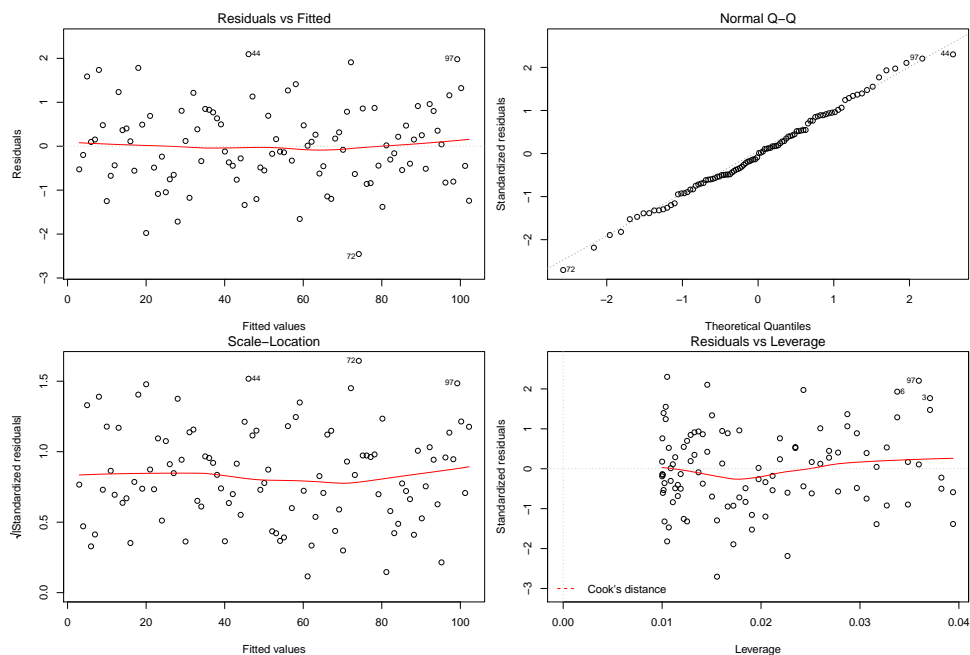 Residuals vs Fitted
Residuals
2
1
0
−1
−2
−3
44
97
72
0 20 40 60 80 100
Fitted values
Normal Q−Q
Standardized residuals
2
1
0
−1
−2
97
44
72
−2 −1 0 1 2
Theoretical Quantiles
Scale−Location
√|Standardized residuals|
1.5
1.0
0.5
0.0
72
44
97
0 20 40 60 80 100
Fitted values
Residuals vs Leverage
Standardized residuals
2
1
0
−1
−2
−3
97
6
3
Cook's distance
0.00 0.01 0.02 0.03 0.04
Leverage